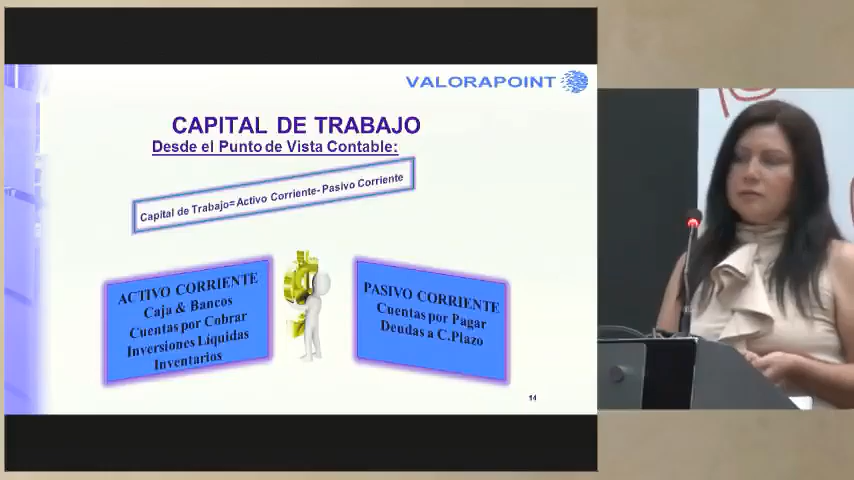 VALORAPOINT
CAPITAL DE TRABAJO
Desde el Punto de Vista Contable:
Capital de Trabajo= Activo Corriente- Pasivo Corriente
ACTIVO CORRIENTE
Caja & Bancos
Cuentas por Cobrar
Inversiones Líquidas
Inventarios
PASIVO CORRIENTE
Cuentas por Pagar
Deudas a C.Plazo
14